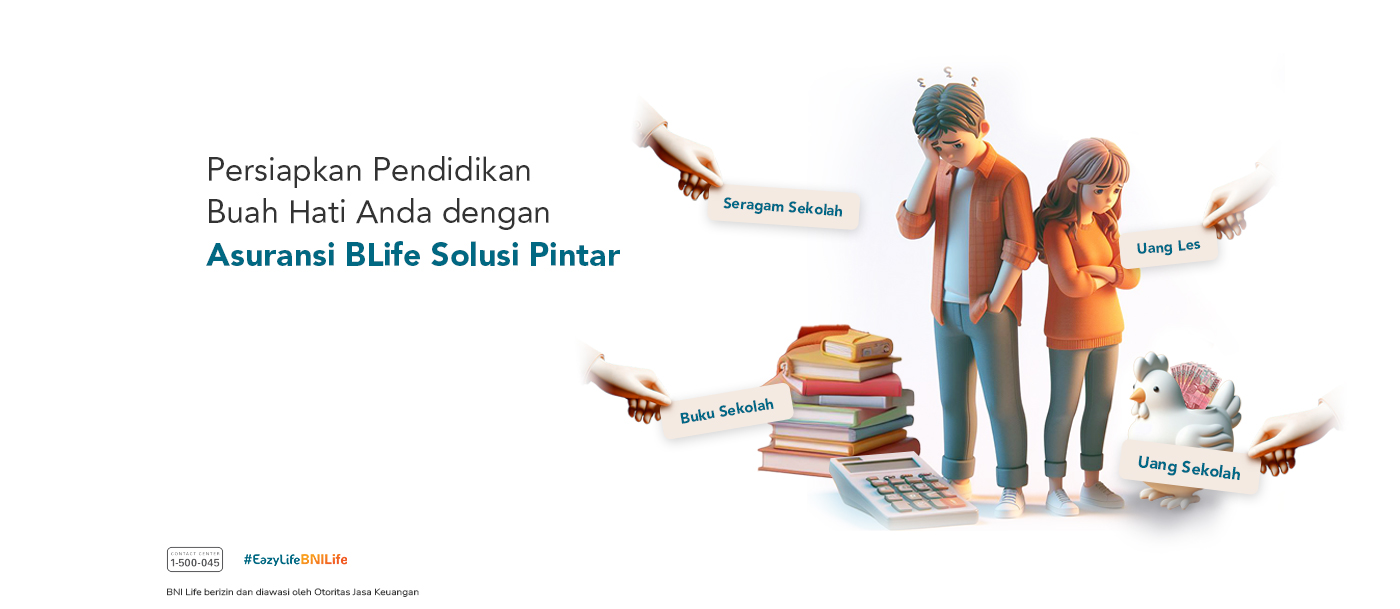 Persiapkan Pendidikan
Buah Hati Anda dengan
Asuransi BLife Solusi Pintar
Seragam Sekolah
Uang Les
Buku Sekolah
Uang Sekolah
CONTACT CENTER
1-500-045
#EazyLifeBNILife
BNI Life berizin dan diawasi oleh Otoritas Jasa Keuangan